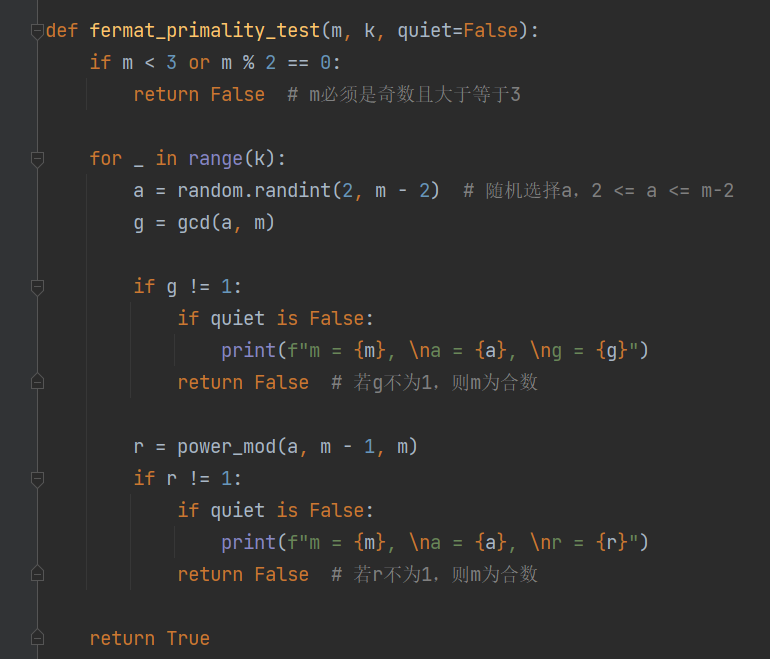 def fermat_primality_test(m, k, quiet=False):
    if m < 3 or m % 2 == 0:
        return False  # m必须是奇数且大于等于3
    for _ in range(k):
        a = random.randint(2, m - 2)  # 随机选择a，2 <= a <= m-2
        g = gcd(a, m)
        if g != 1:
            if quiet is False:
                print(f"m = {m}, \na = {a}, \ng = {g}")
            return False  # 若g不为1，则m为合数
        r = power_mod(a, m - 1, m)
        if r != 1:
            if quiet is False:
                print(f"m = {m}, \na = {a}, \nr = {r}")
            return False  # 若r不为1，则m为合数
    return True